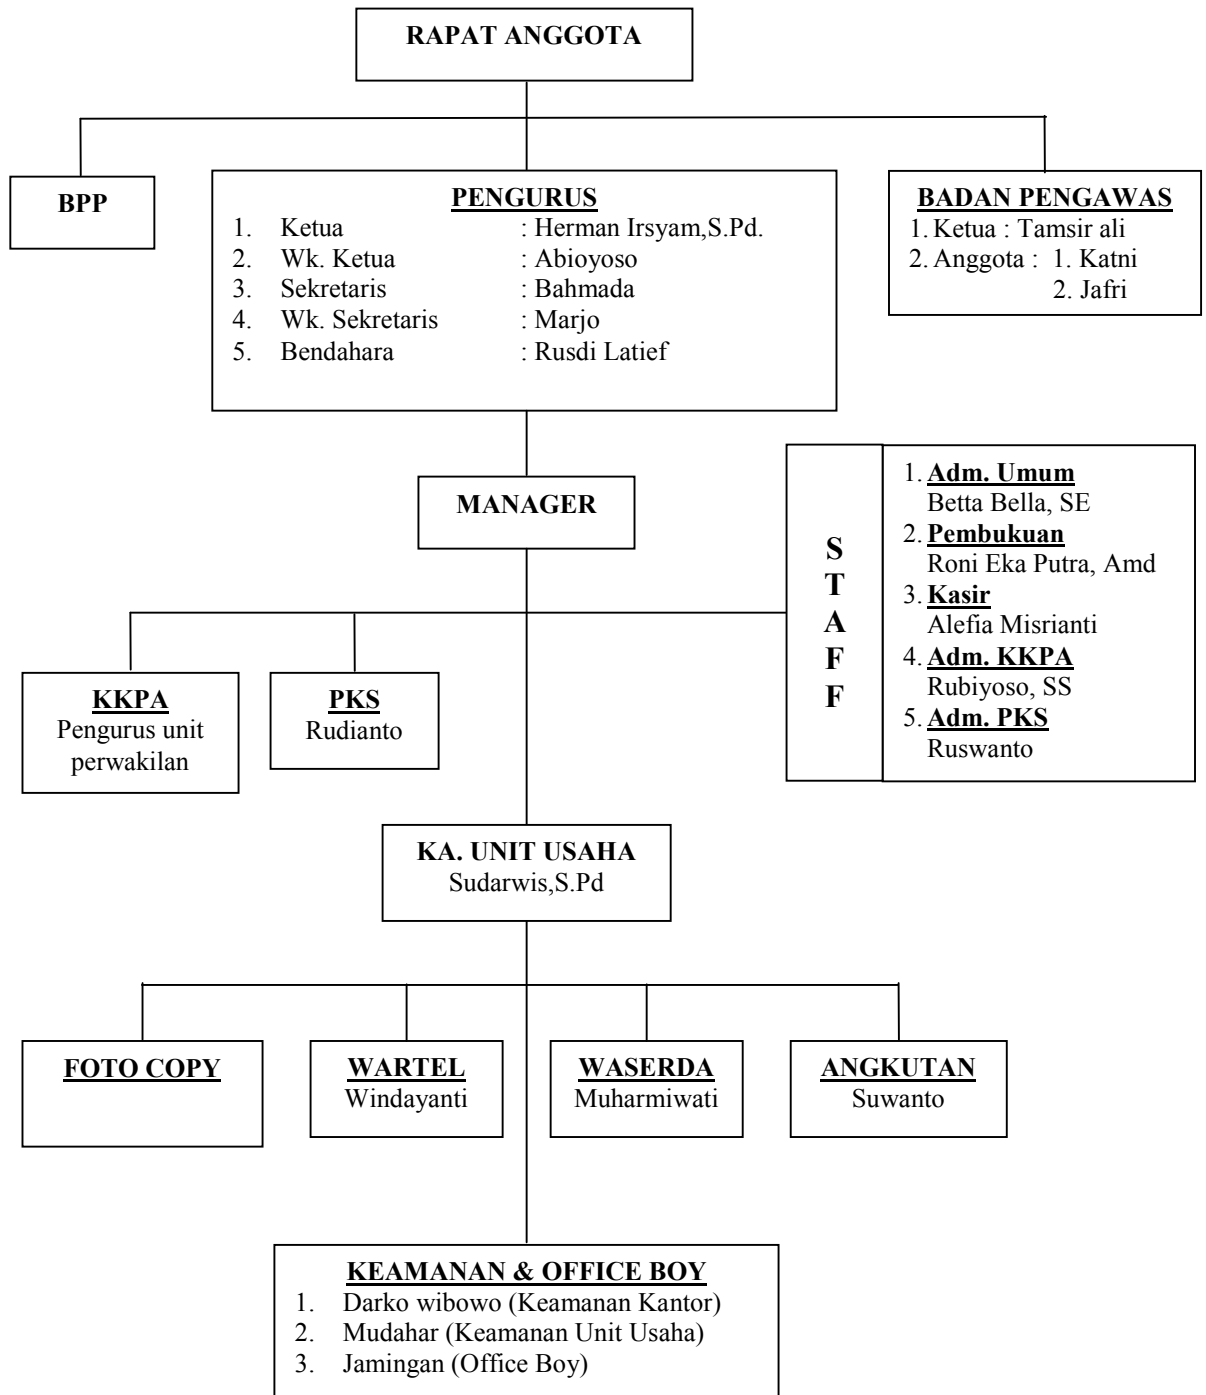 RAPAT ANGGOTA
BPP
PENGURUS
1. Ketua : Herman Irsyam,S.Pd.
2. Wk. Ketua : Abioyoso
3. Sekretaris : Bahmada
4. Wk. Sekretaris : Marjo
5. Bendahara : Rusdi Latief
BADAN PENGAWAS
1. Ketua : Tamsir ali
2. Anggota : 1. Katni
2. Jafri
MANAGER
STAFF
1. Adm. Umum
Betta Bella, SE
2. Pembukuan
Roni Eka Putra, Amd
3. Kasir
Alefia Misrianti
4. Adm. KKPA
Rubiyoso, SS
5. Adm. PKS
Ruswanto
KKPA
Pengurus unit
perwakilan
PKS
Rudianto
KA. UNIT USAHA
Sudarwis,S.Pd
FOTO COPY
WARTEL
Windayanti
WASERDA
Muharmiwati
ANGKUTAN
Suwanto
KEAMANAN & OFFICE BOY
1. Darko wibowo (Keamanan Kantor)
2. Mudahar (Keamanan Unit Usaha)
3. Jamingan (Office Boy)